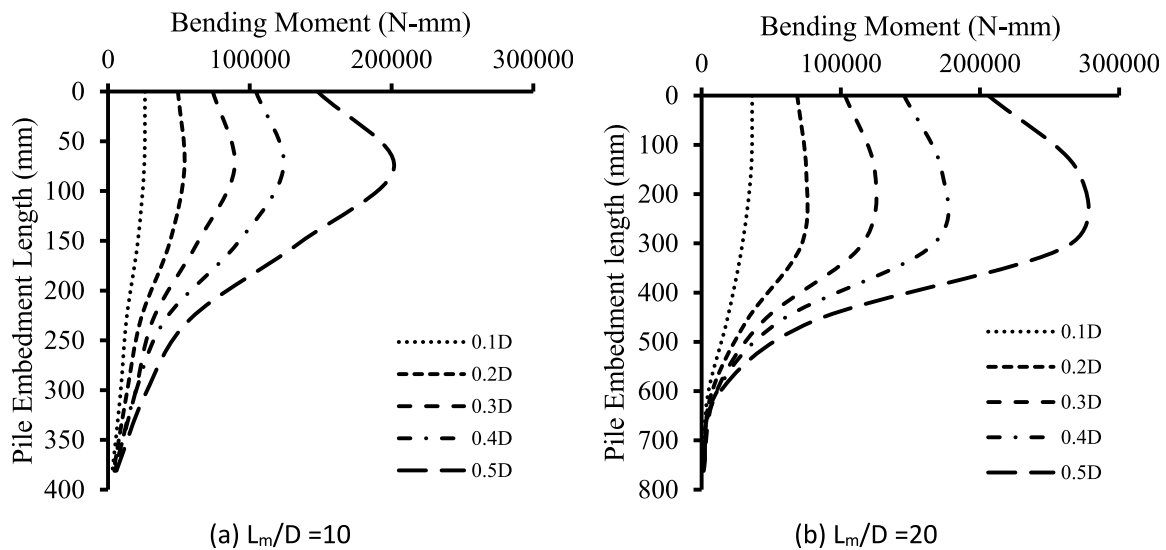 Bending Moment (N-mm)
0 100000 200000 300000
Pile Embedment Length (mm)
0
50
100
150
200
250
300
350
400
0.1D
0.2D
0.3D
0.4D
0.5D
(a) Lₘ/D =10
Bending Moment (N-mm)
0 100000 200000 300000
Pile Embedment length (mm)
0
100
200
300
400
500
600
700
800
0.1D
0.2D
0.3D
0.4D
0.5D
(b) Lₘ/D =20